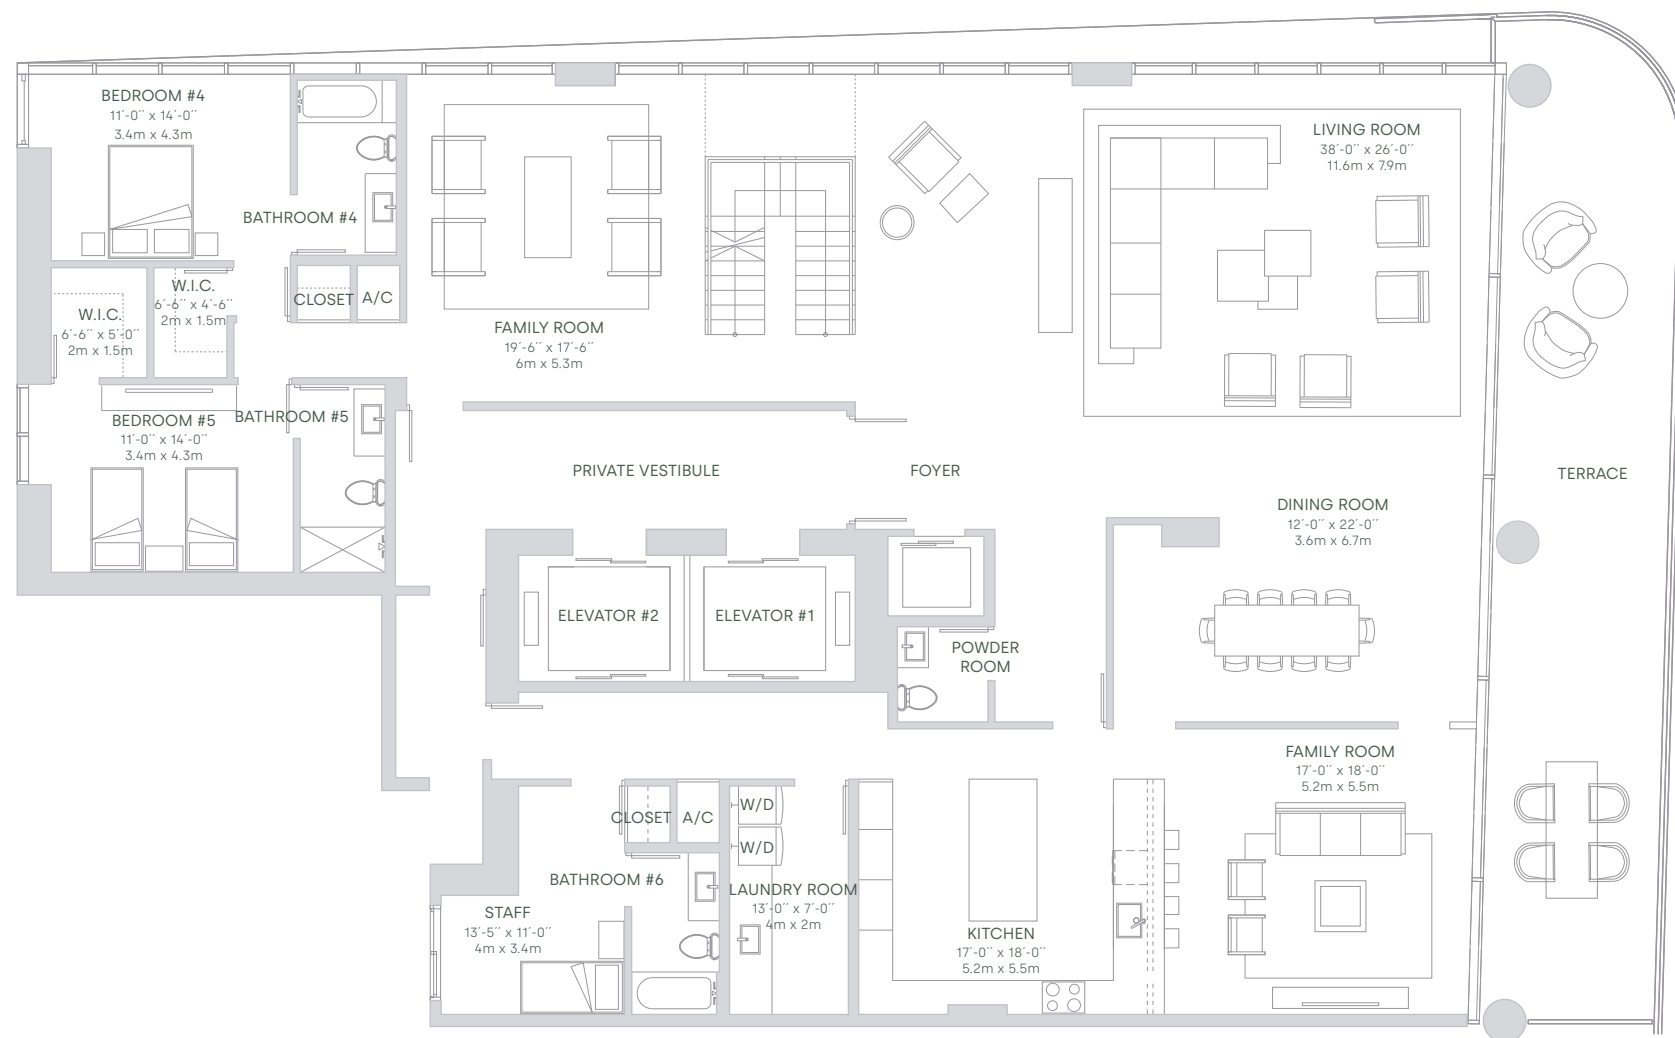 BEDROOM #4
11´-0´´ x 14´-0´´
3.4m x 4.3m
BATHROOM #4
W.I.C.
6´-6´´ x 4´-6´´
2m x 1.5m
CLOSET
A/C
W.I.C.
6´-6´´ x 5´-0´´
2m x 1.5m
BEDROOM #5
11´-0´´ x 14´-0´´
3.4m x 4.3m
BATHROOM #5
FAMILY ROOM
19´-6´´ x 17´-6´´
6m x 5.3m
LIVING ROOM
38´-0´´ x 26´-0´´
11.6m x 7.9m
PRIVATE VESTIBULE
FOYER
TERRACE
DINING ROOM
12´-0´´ x 22´-0´´
3.6m x 6.7m
ELEVATOR #2
ELEVATOR #1
POWDER
ROOM
FAMILY ROOM
17´-0´´ x 18´-0´´
5.2m x 5.5m
CLOSET
A/C
W/D
W/D
BATHROOM #6
LAUNDRY ROOM
13´-0´´ x 7´-0´´
4m x 2m
STAFF
13´-5´´ x 11´-0´´
4m x 3.4m
KITCHEN
17´-0´´ x 18´-0´´
5.2m x 5.5m